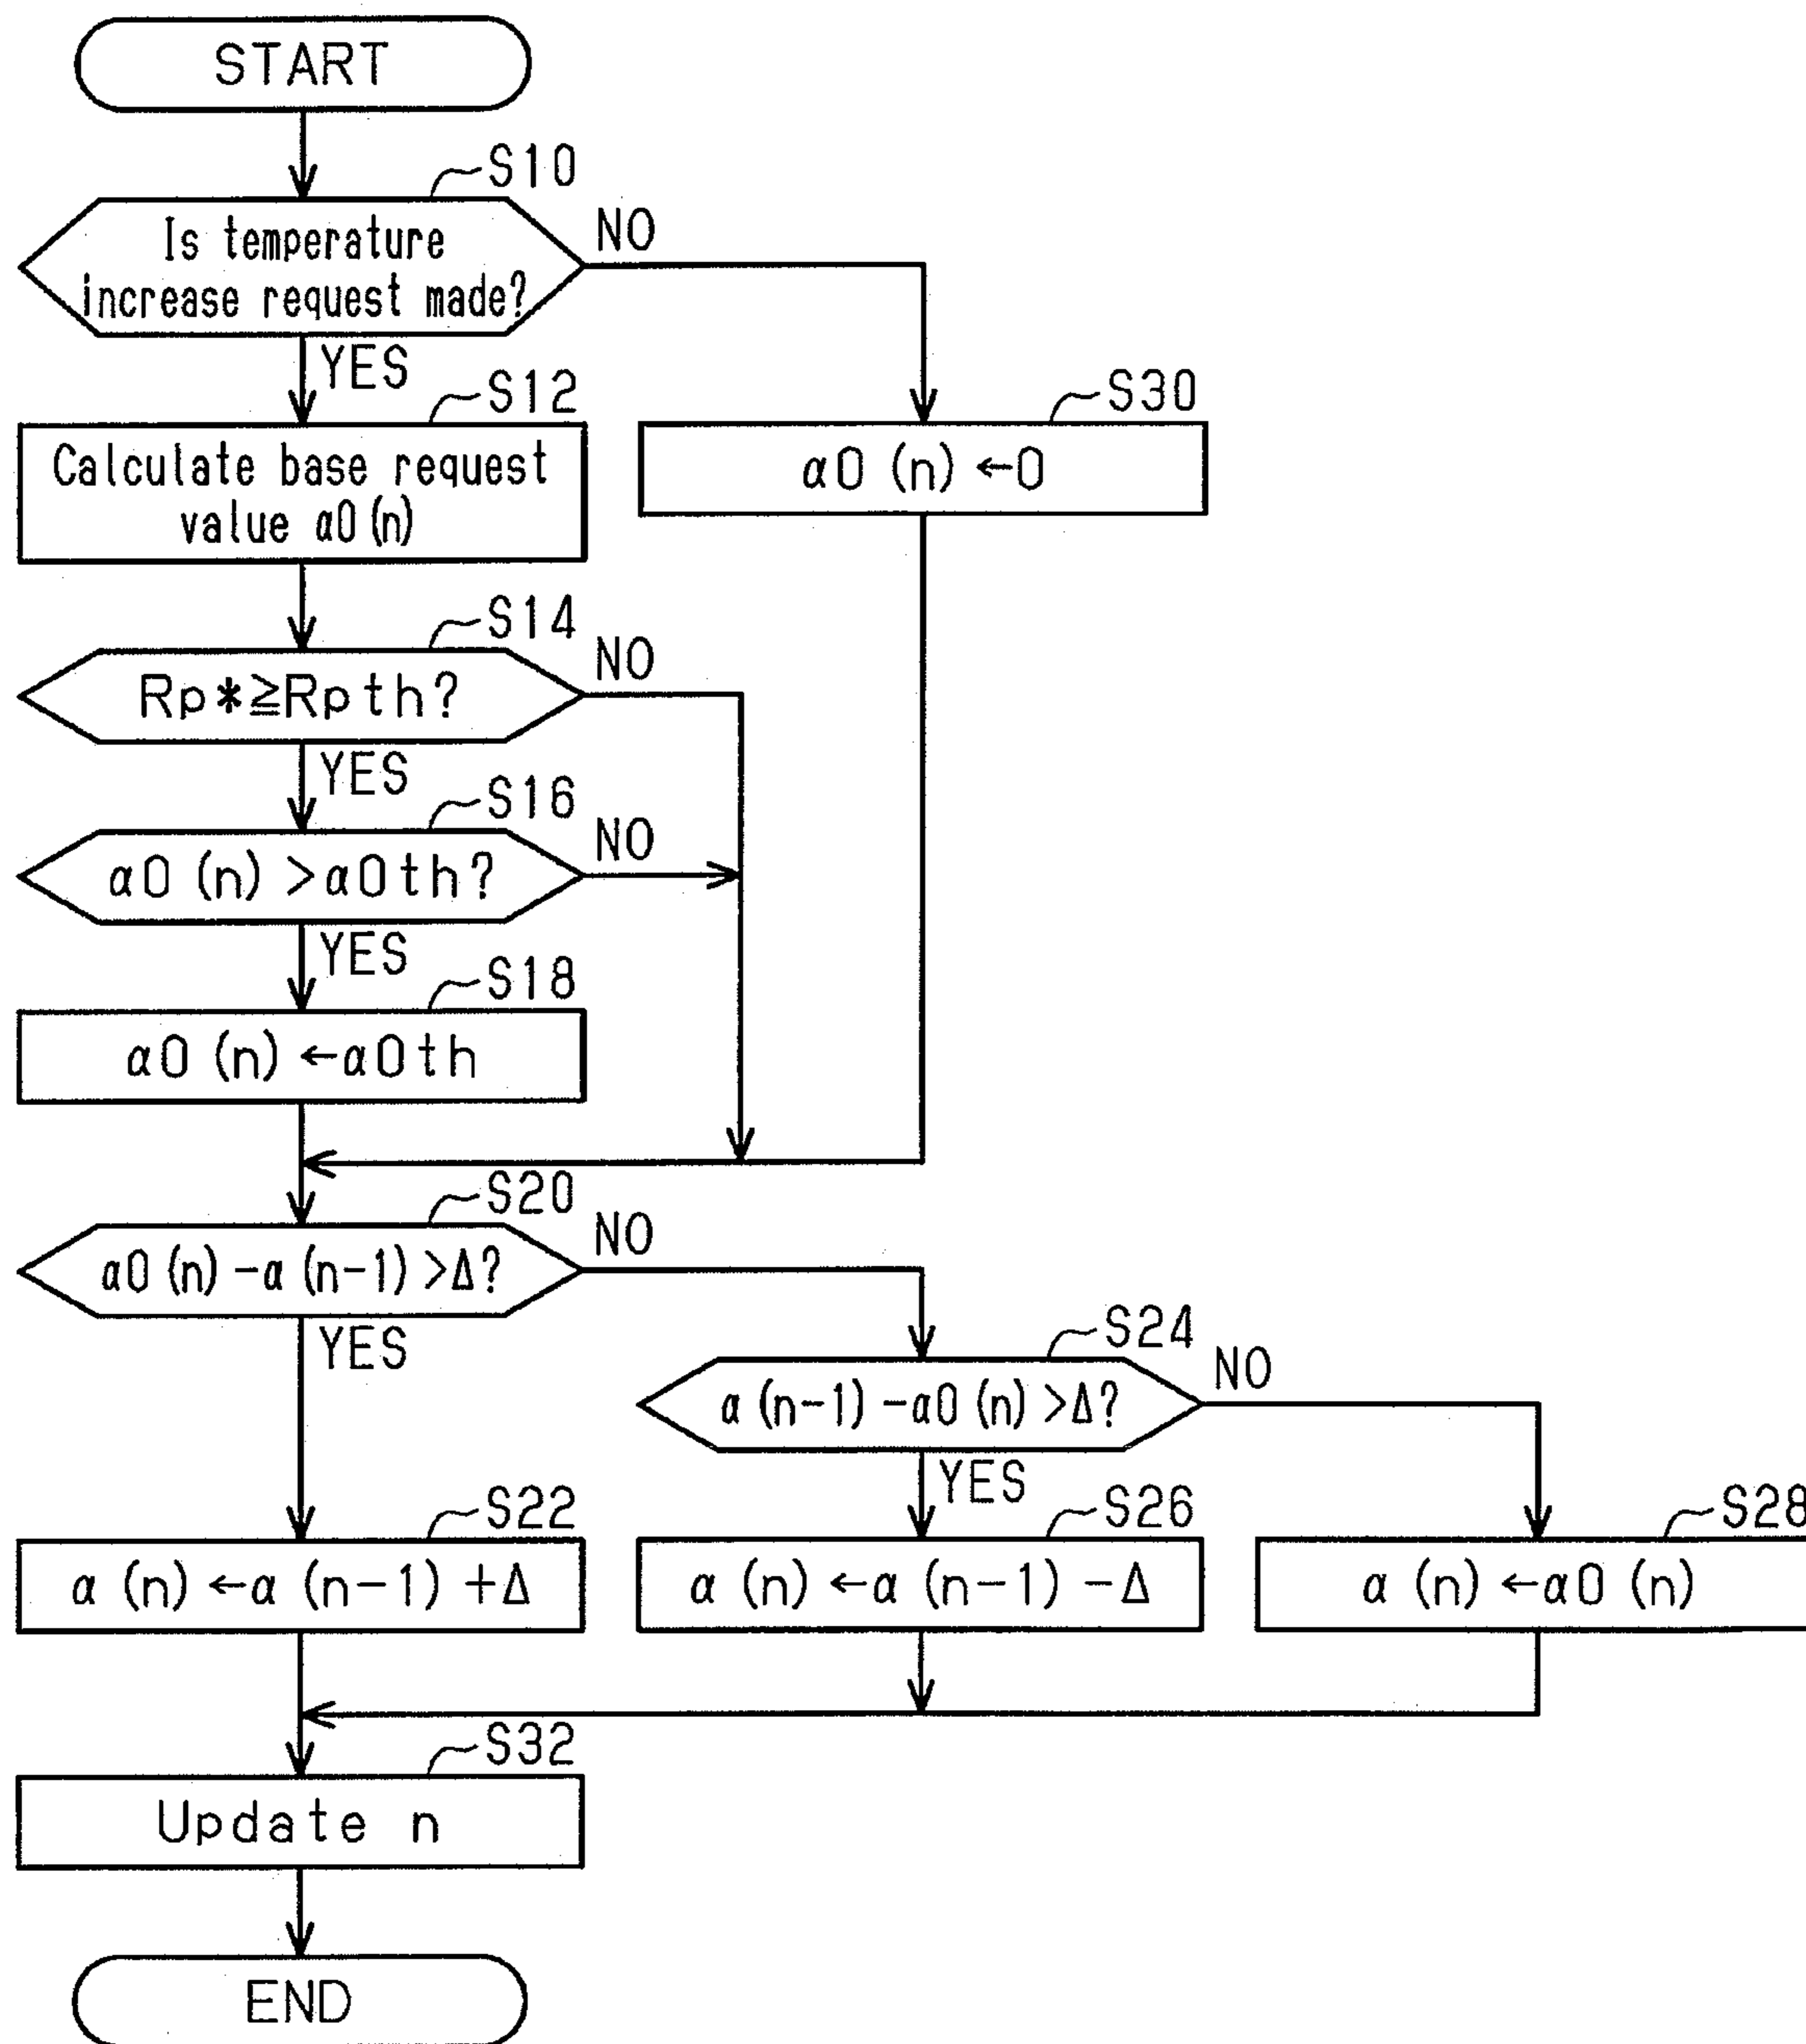 START
S10
Is temperature
increase request made?
NO
YES
S12
Calculate base request
value α0(n)
S30
α0 (n) ←0
S14
Rp*≧Rpth?
NO
YES
S16
α0 (n) >α0th?
NO
YES
S18
α0 (n) ←α0th
S20
α0 (n) -α (n-1) >Δ?
NO
YES
S24
α (n-1) -α0 (n) >Δ?
NO
YES
S22
α (n) ←α (n-1) +Δ
S26
α (n) ←α (n-1) -Δ
S28
α (n) ←α0 (n)
S32
Update n
END